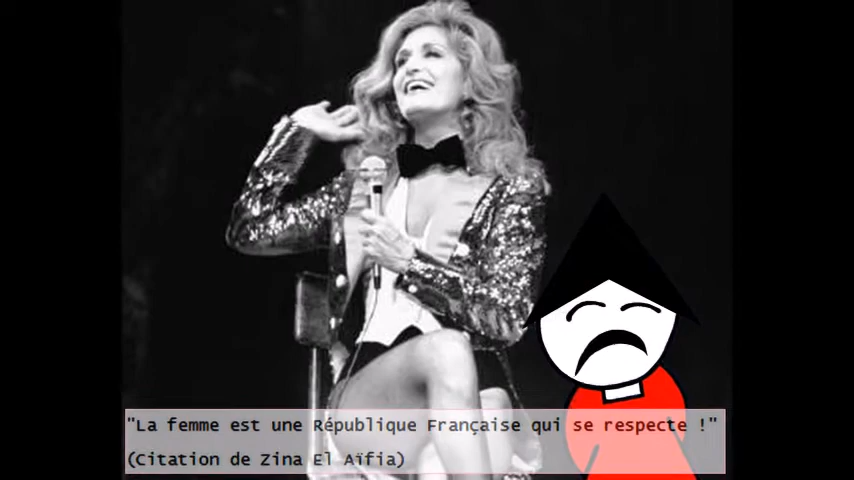 "La femme est une République Française qui se respecte !"
(Citation de Zina El Aïfia)